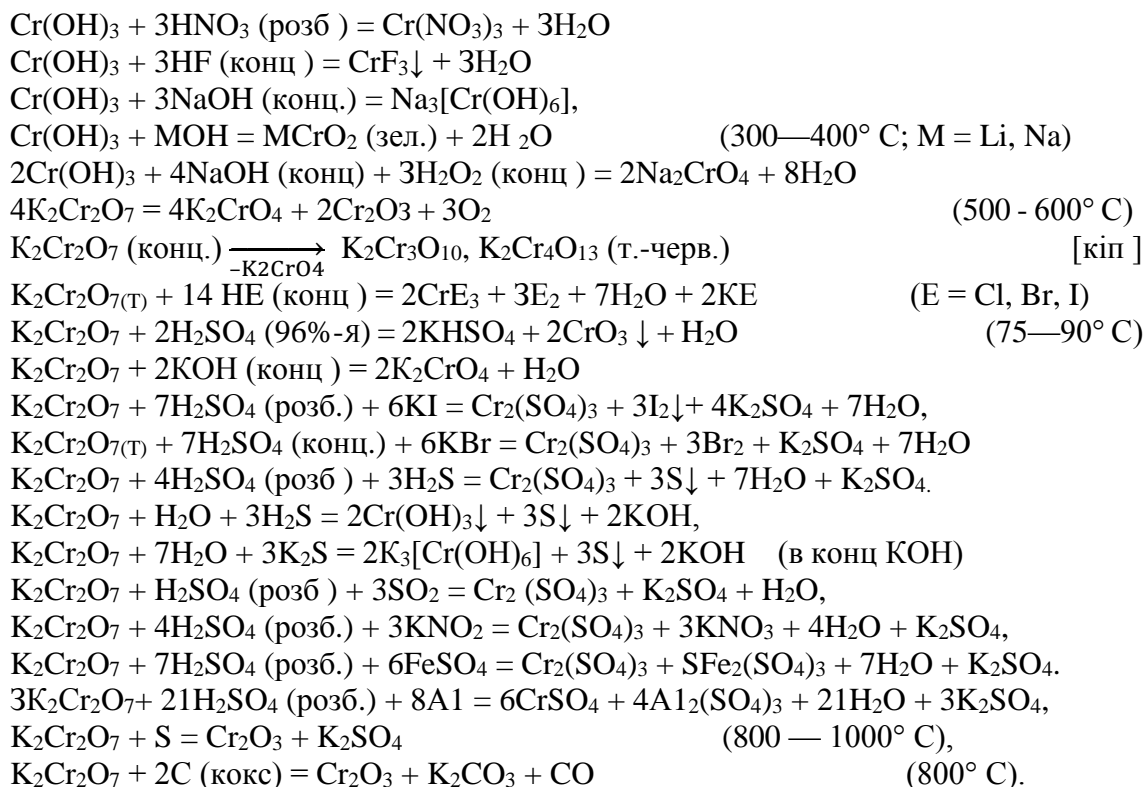 Cr(OH)₃ + 3HNO₃ (розб ) = Cr(NO₃)₃ + 3H₂O
Cr(OH)₃ + 3HF (конц ) = CrF₃↓ + 3H₂O
Cr(OH)₃ + 3NaOH (конц.) = Na₃[Cr(OH)₆],
Cr(OH)₃ + MOH = MCrO₂ (зел.) + 2H ₂O (300—400° C; M = Li, Na)
2Cr(OH)₃ + 4NaOH (конц) + 3H₂O₂ (конц ) = 2Na₂CrO₄ + 8H₂O
4K₂Cr₂O₇ = 4K₂CrO₄ + 2Cr₂O3 + 3O₂ (500 - 600° C)
K₂Cr₂O₇ (конц.) ⟶ –K2CrO4 K₂Cr₃O₁₀, K₂Cr₄O₁₃ (т.-черв.) [кіп ]
K₂Cr₂O₇₍T₎ + 14 HE (конц ) = 2CrE₃ + 3E₂ + 7H₂O + 2KE (E = Cl, Br, I)
K₂Cr₂O₇ + 2H₂SO₄ (96%-я) = 2KHSO₄ + 2CrO₃ ↓ + H₂O (75—90° C)
K₂Cr₂O₇ + 2KOH (конц ) = 2K₂CrO₄ + H₂O
K₂Cr₂O₇ + 7H₂SO₄ (розб.) + 6KI = Cr₂(SO₄)₃ + 3I₂↓+ 4K₂SO₄ + 7H₂O,
K₂Cr₂O₇₍T₎ + 7H₂SO₄ (конц.) + 6KBr = Cr₂(SO₄)₃ + 3Br₂ + K₂SO₄ + 7H₂O
K₂Cr₂O₇ + 4H₂SO₄ (розб ) + 3H₂S = Cr₂(SO₄)₃ + 3S↓ + 7H₂O + K₂SO₄.
K₂Cr₂O₇ + H₂O + 3H₂S = 2Cr(OH)₃↓ + 3S↓ + 2KOH,
K₂Cr₂O₇ + 7H₂O + 3K₂S = 2K₃[Cr(OH)₆] + 3S↓ + 2KOH (в конц КОН)
K₂Cr₂O₇ + H₂SO₄ (розб ) + 3SO₂ = Cr₂ (SO₄)₃ + K₂SO₄ + H₂O,
K₂Cr₂O₇ + 4H₂SO₄ (розб.) + 3KNO₂ = Cr₂(SO₄)₃ + 3KNO₃ + 4H₂O + K₂SO₄,
K₂Cr₂O₇ + 7H₂SO₄ (розб.) + 6FeSO₄ = Cr₂(SO₄)₃ + SFe₂(SO₄)₃ + 7H₂O + K₂SO₄.
3K₂Cr₂O₇+ 21H₂SO₄ (розб.) + 8A1 = 6CrSO₄ + 4A1₂(SO₄)₃ + 21H₂O + 3K₂SO₄,
K₂Cr₂O₇ + S = Cr₂O₃ + K₂SO₄ (800 — 1000° C),
K₂Cr₂O₇ + 2C (кокс) = Cr₂O₃ + K₂CO₃ + CO (800° C).